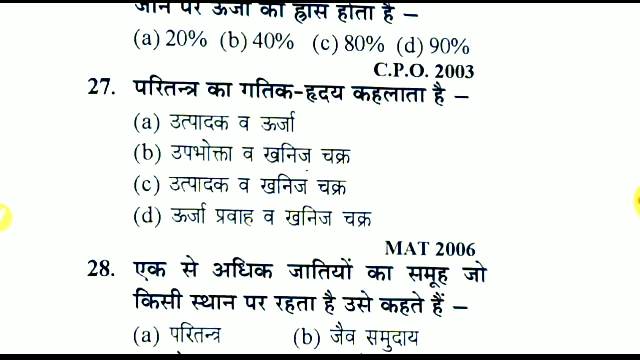 जाने पर ऊर्जा का ह्रास होता है –
(a) 20% (b) 40% (c) 80% (d) 90%
C.P.O. 2003
27. परितन्त्र का गतिक-हृदय कहलाता है –
(a) उत्पादक व ऊर्जा
(b) उपभोक्ता व खनिज चक्र
(c) उत्पादक व खनिज चक्र
(d) ऊर्जा प्रवाह व खनिज चक्र
MAT 2006
28. एक से अधिक जातियों का समूह जो
किसी स्थान पर रहता है उसे कहते हैं –
(a) परितन्त्र (b) जैव समुदाय